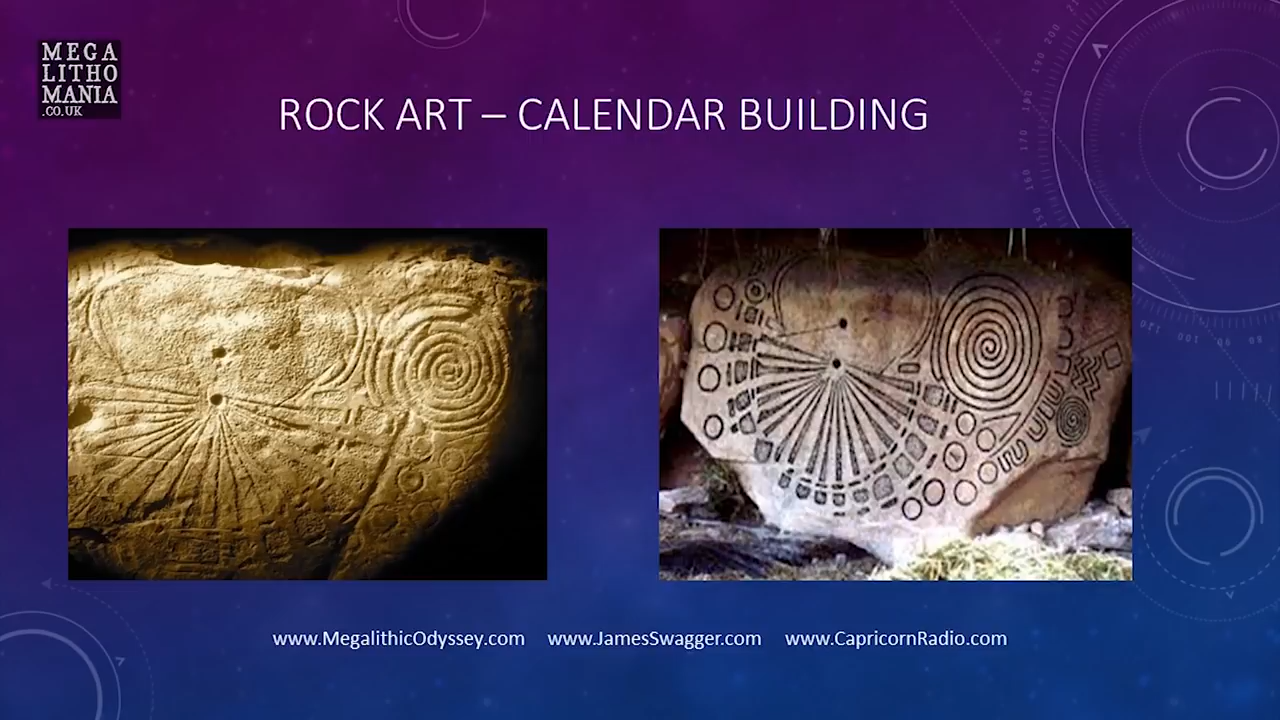 MEGA
LITHO
MANIA
.CO.UK
ROCK ART – CALENDAR BUILDING
www.MegalithicOdyssey.com www.JamesSwagger.com www.CapricornRadio.com